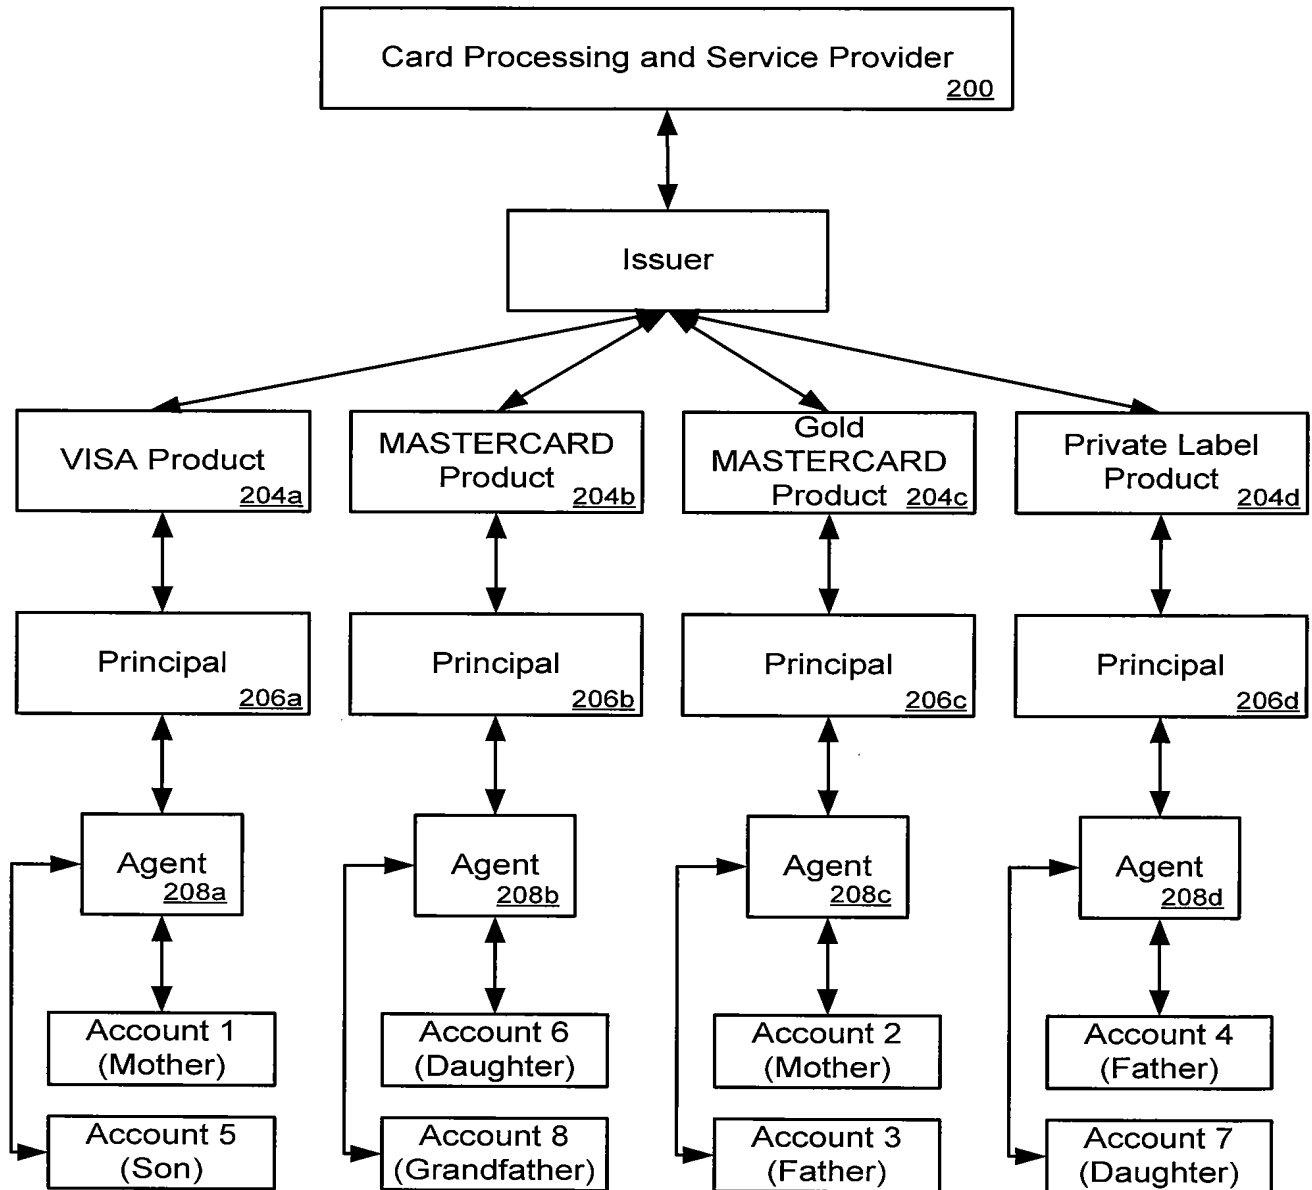 Card Processing and Service Provider
200
Issuer
VISA Product
204a
MASTERCARD
Product
204b
Gold
MASTERCARD
Product
204c
Private Label
Product
204d
Principal
206a
Principal
206b
Principal
206c
Principal
206d
Agent
208a
Agent
208b
Agent
208c
Agent
208d
Account 1
(Mother)
Account 6
(Daughter)
Account 2
(Mother)
Account 4
(Father)
Account 5
(Son)
Account 8
(Grandfather)
Account 3
(Father)
Account 7
(Daughter)